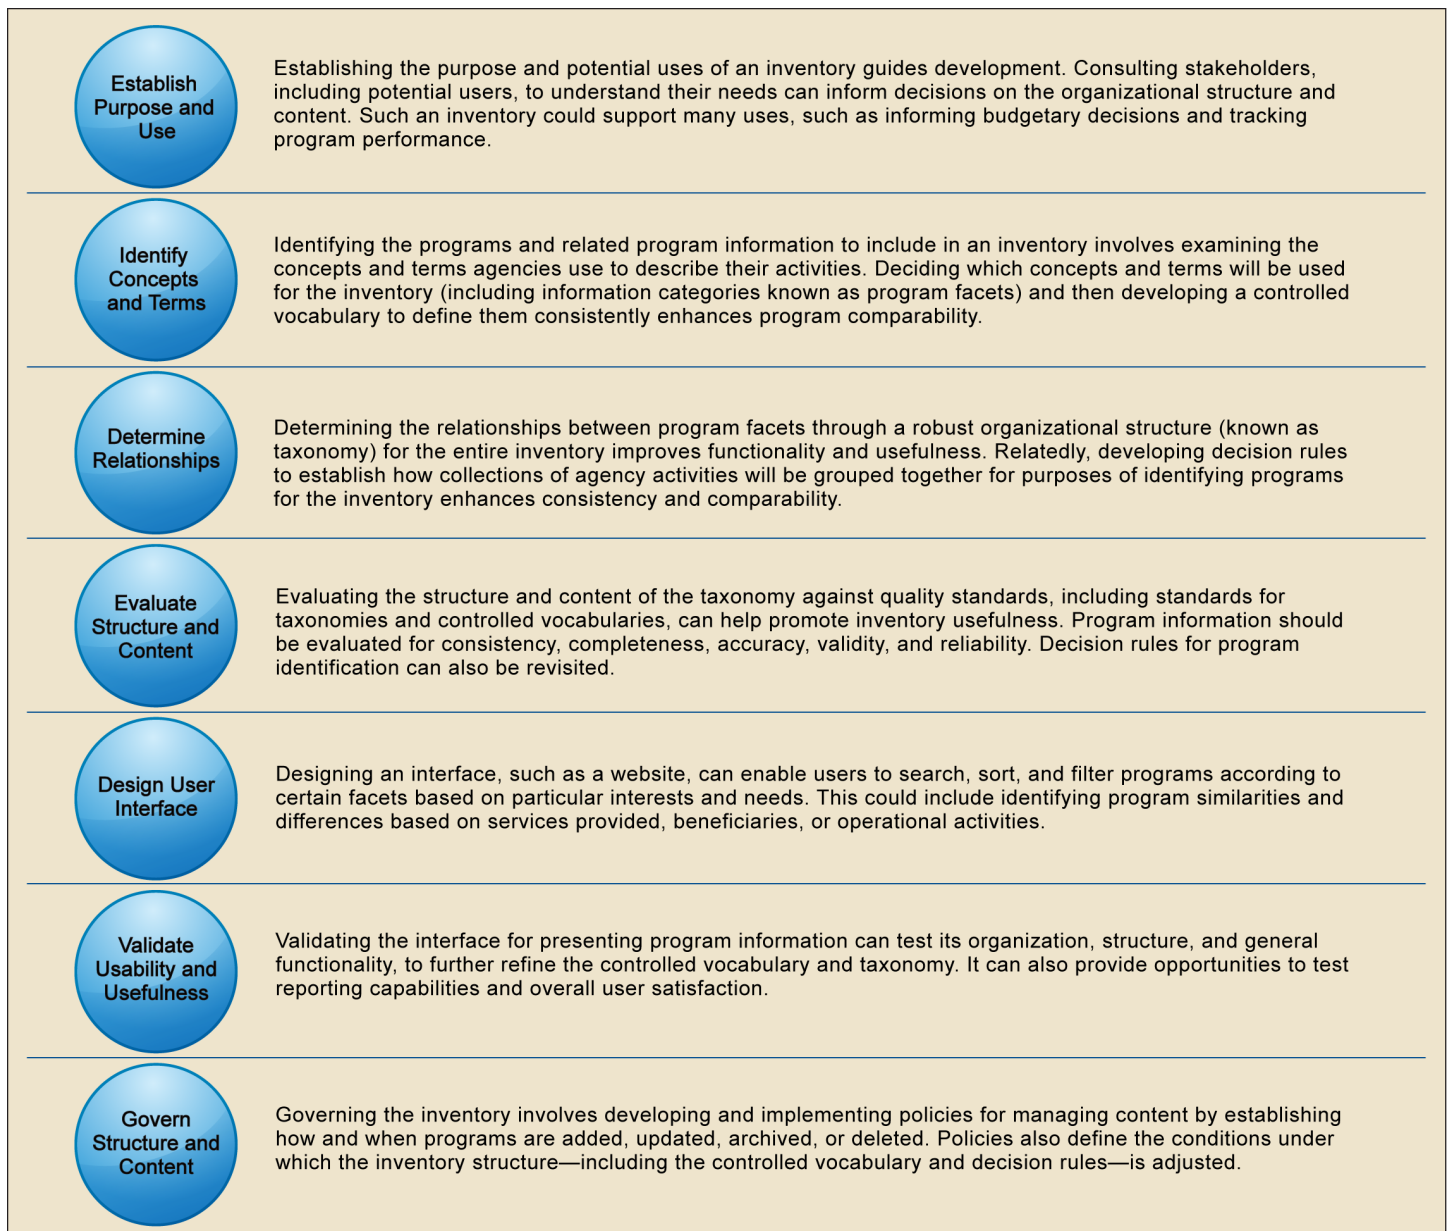 Establish
Purpose and
Use
Establishing the purpose and potential uses of an inventory guides development. Consulting stakeholders,
including potential users, to understand their needs can inform decisions on the organizational structure and
content. Such an inventory could support many uses, such as informing budgetary decisions and tracking
program performance.
Identify
Concepts
and Terms
Identifying the programs and related program information to include in an inventory involves examining the
concepts and terms agencies use to describe their activities. Deciding which concepts and terms will be used
for the inventory (including information categories known as program facets) and then developing a controlled
vocabulary to define them consistently enhances program comparability.
Determine
Relationships
Determining the relationships between program facets through a robust organizational structure (known as
taxonomy) for the entire inventory improves functionality and usefulness. Relatedly, developing decision rules
to establish how collections of agency activities will be grouped together for purposes of identifying programs
for the inventory enhances consistency and comparability.
Evaluate
Structure and
Content
Evaluating the structure and content of the taxonomy against quality standards, including standards for
taxonomies and controlled vocabularies, can help promote inventory usefulness. Program information should
be evaluated for consistency, completeness, accuracy, validity, and reliability. Decision rules for program
identification can also be revisited.
Design User
Interface
Designing an interface, such as a website, can enable users to search, sort, and filter programs according to
certain facets based on particular interests and needs. This could include identifying program similarities and
differences based on services provided, beneficiaries, or operational activities.
Validate
Usability and
Usefulness
Validating the interface for presenting program information can test its organization, structure, and general
functionality, to further refine the controlled vocabulary and taxonomy. It can also provide opportunities to test
reporting capabilities and overall user satisfaction.
Govern
Structure and
Content
Governing the inventory involves developing and implementing policies for managing content by establishing
how and when programs are added, updated, archived, or deleted. Policies also define the conditions under
which the inventory structure—including the controlled vocabulary and decision rules—is adjusted.